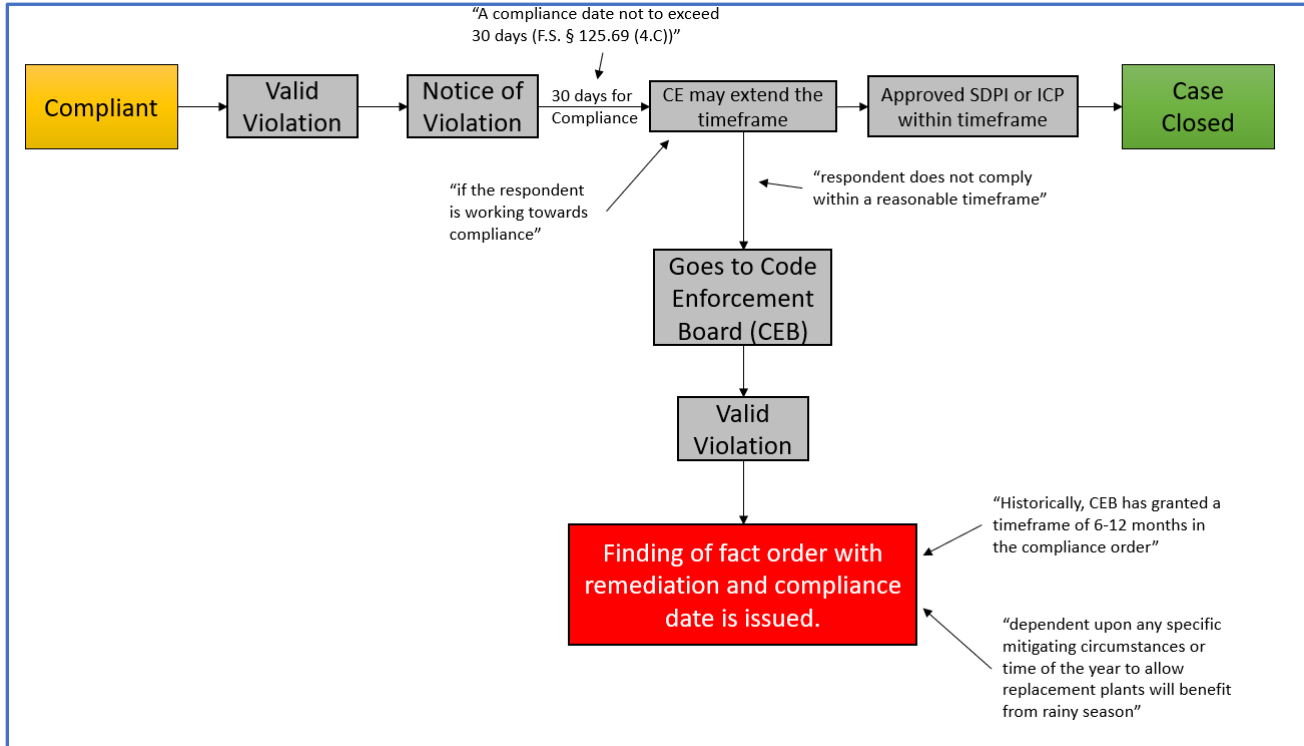 “A compliance date not to exceed
30 days (F.S. § 125.69 (4.C))”
Compliant
Valid
Violation
Notice of
Violation
30 days for
Compliance
CE may extend the
timeframe
Approved SDPI or ICP
within timeframe
Case
Closed
“if the respondent
is working towards
compliance”
“respondent does not comply
within a reasonable timeframe”
Goes to Code
Enforcement
Board (CEB)
Valid
Violation
Finding of fact order with
remediation and compliance
date is issued.
“Historically, CEB has granted a
timeframe of 6-12 months in
the compliance order”
“dependent upon any specific
mitigating circumstances or
time of the year to allow
replacement plants will benefit
from rainy season”